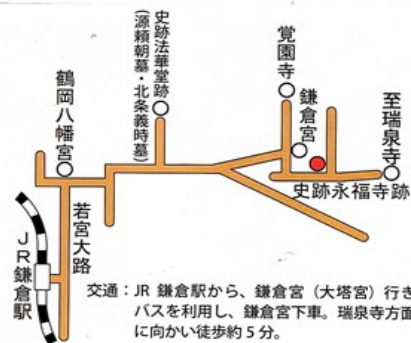 史跡法華堂跡
(源頼朝墓・北条義時墓)
覚園寺
鎌倉宮
至瑞泉寺
鶴岡八幡宮
史跡永福寺跡
若宮大路
JR鎌倉駅
交通:JR 鎌倉駅から、鎌倉宮(大塔宮)行き
バスを利用し、鎌倉宮下車。瑞泉寺方面
に向かい徒歩約5分。